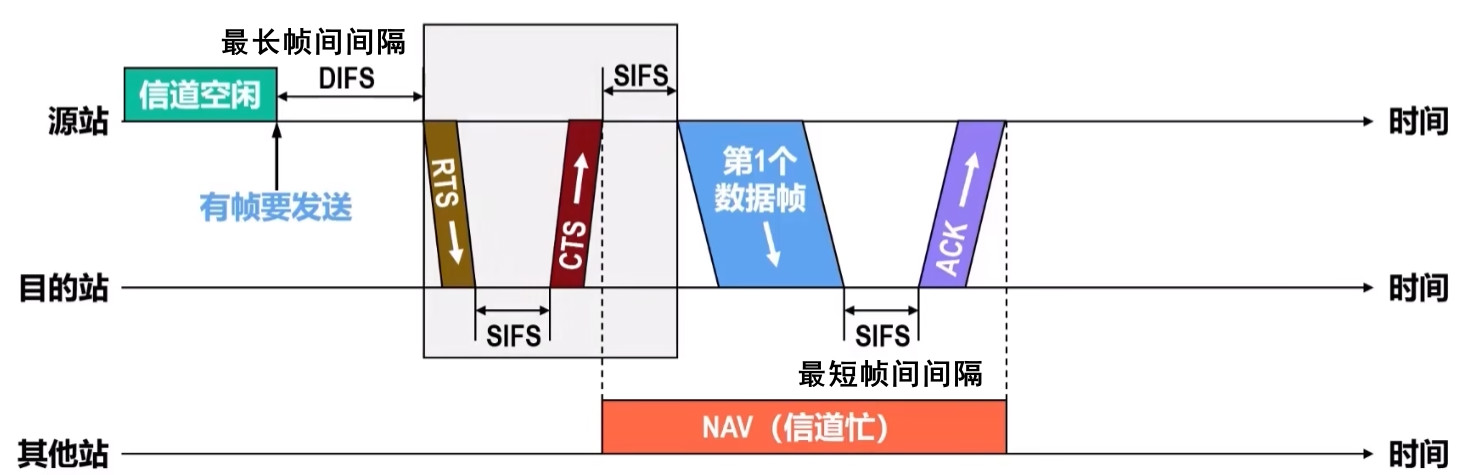 最长帧间间隔
DIFS
SIFS
信道空闲
源站
时间
有帧要发送
RTS
CTS
第1个
数据帧
ACK
目的站
时间
SIFS
SIFS
最短帧间间隔
NAV（信道忙）
其他站
时间